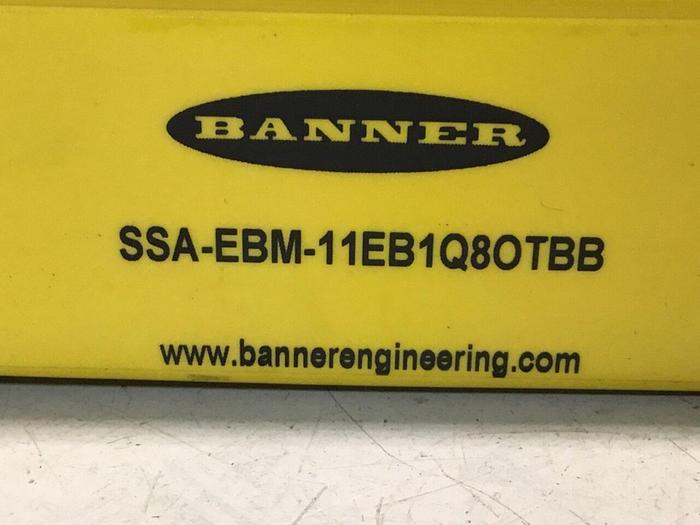 BANNER
SSA-EBM-11EB1Q8OTBB
www.bannerengineering.com